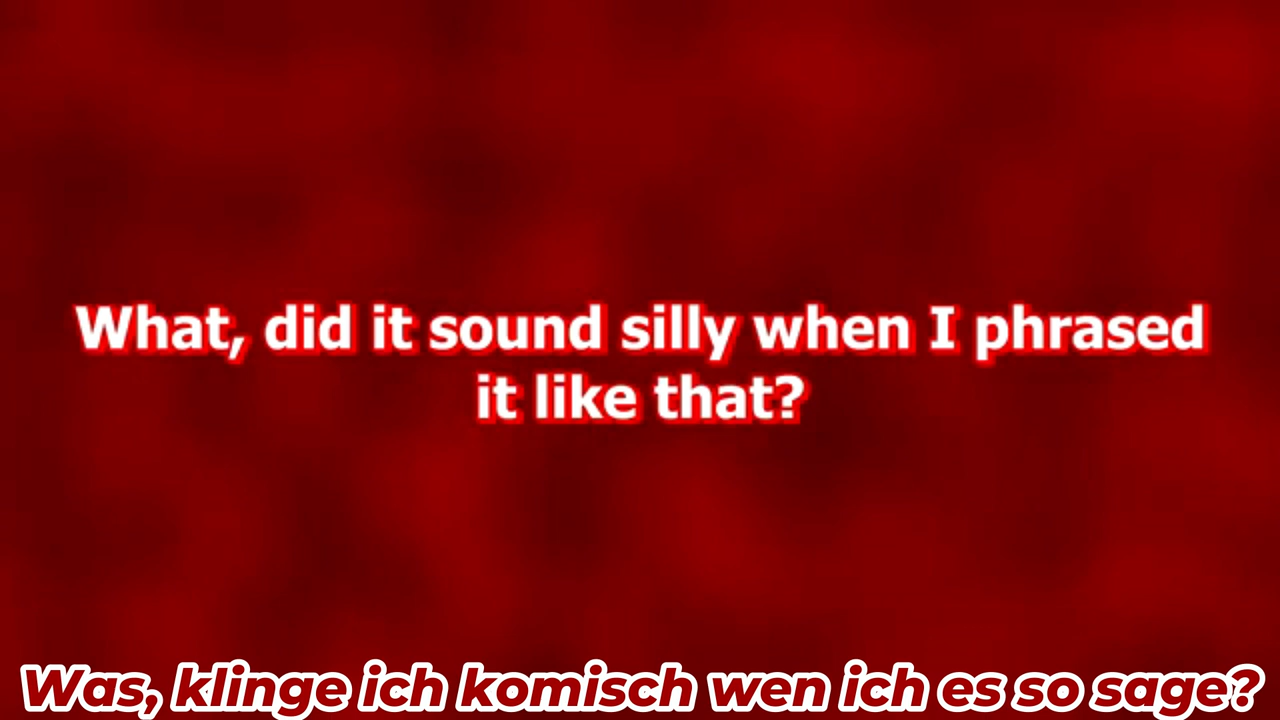 What, did it sound silly when I phrased
it like that?
Was, klinge ich komisch wen ich es so sage?